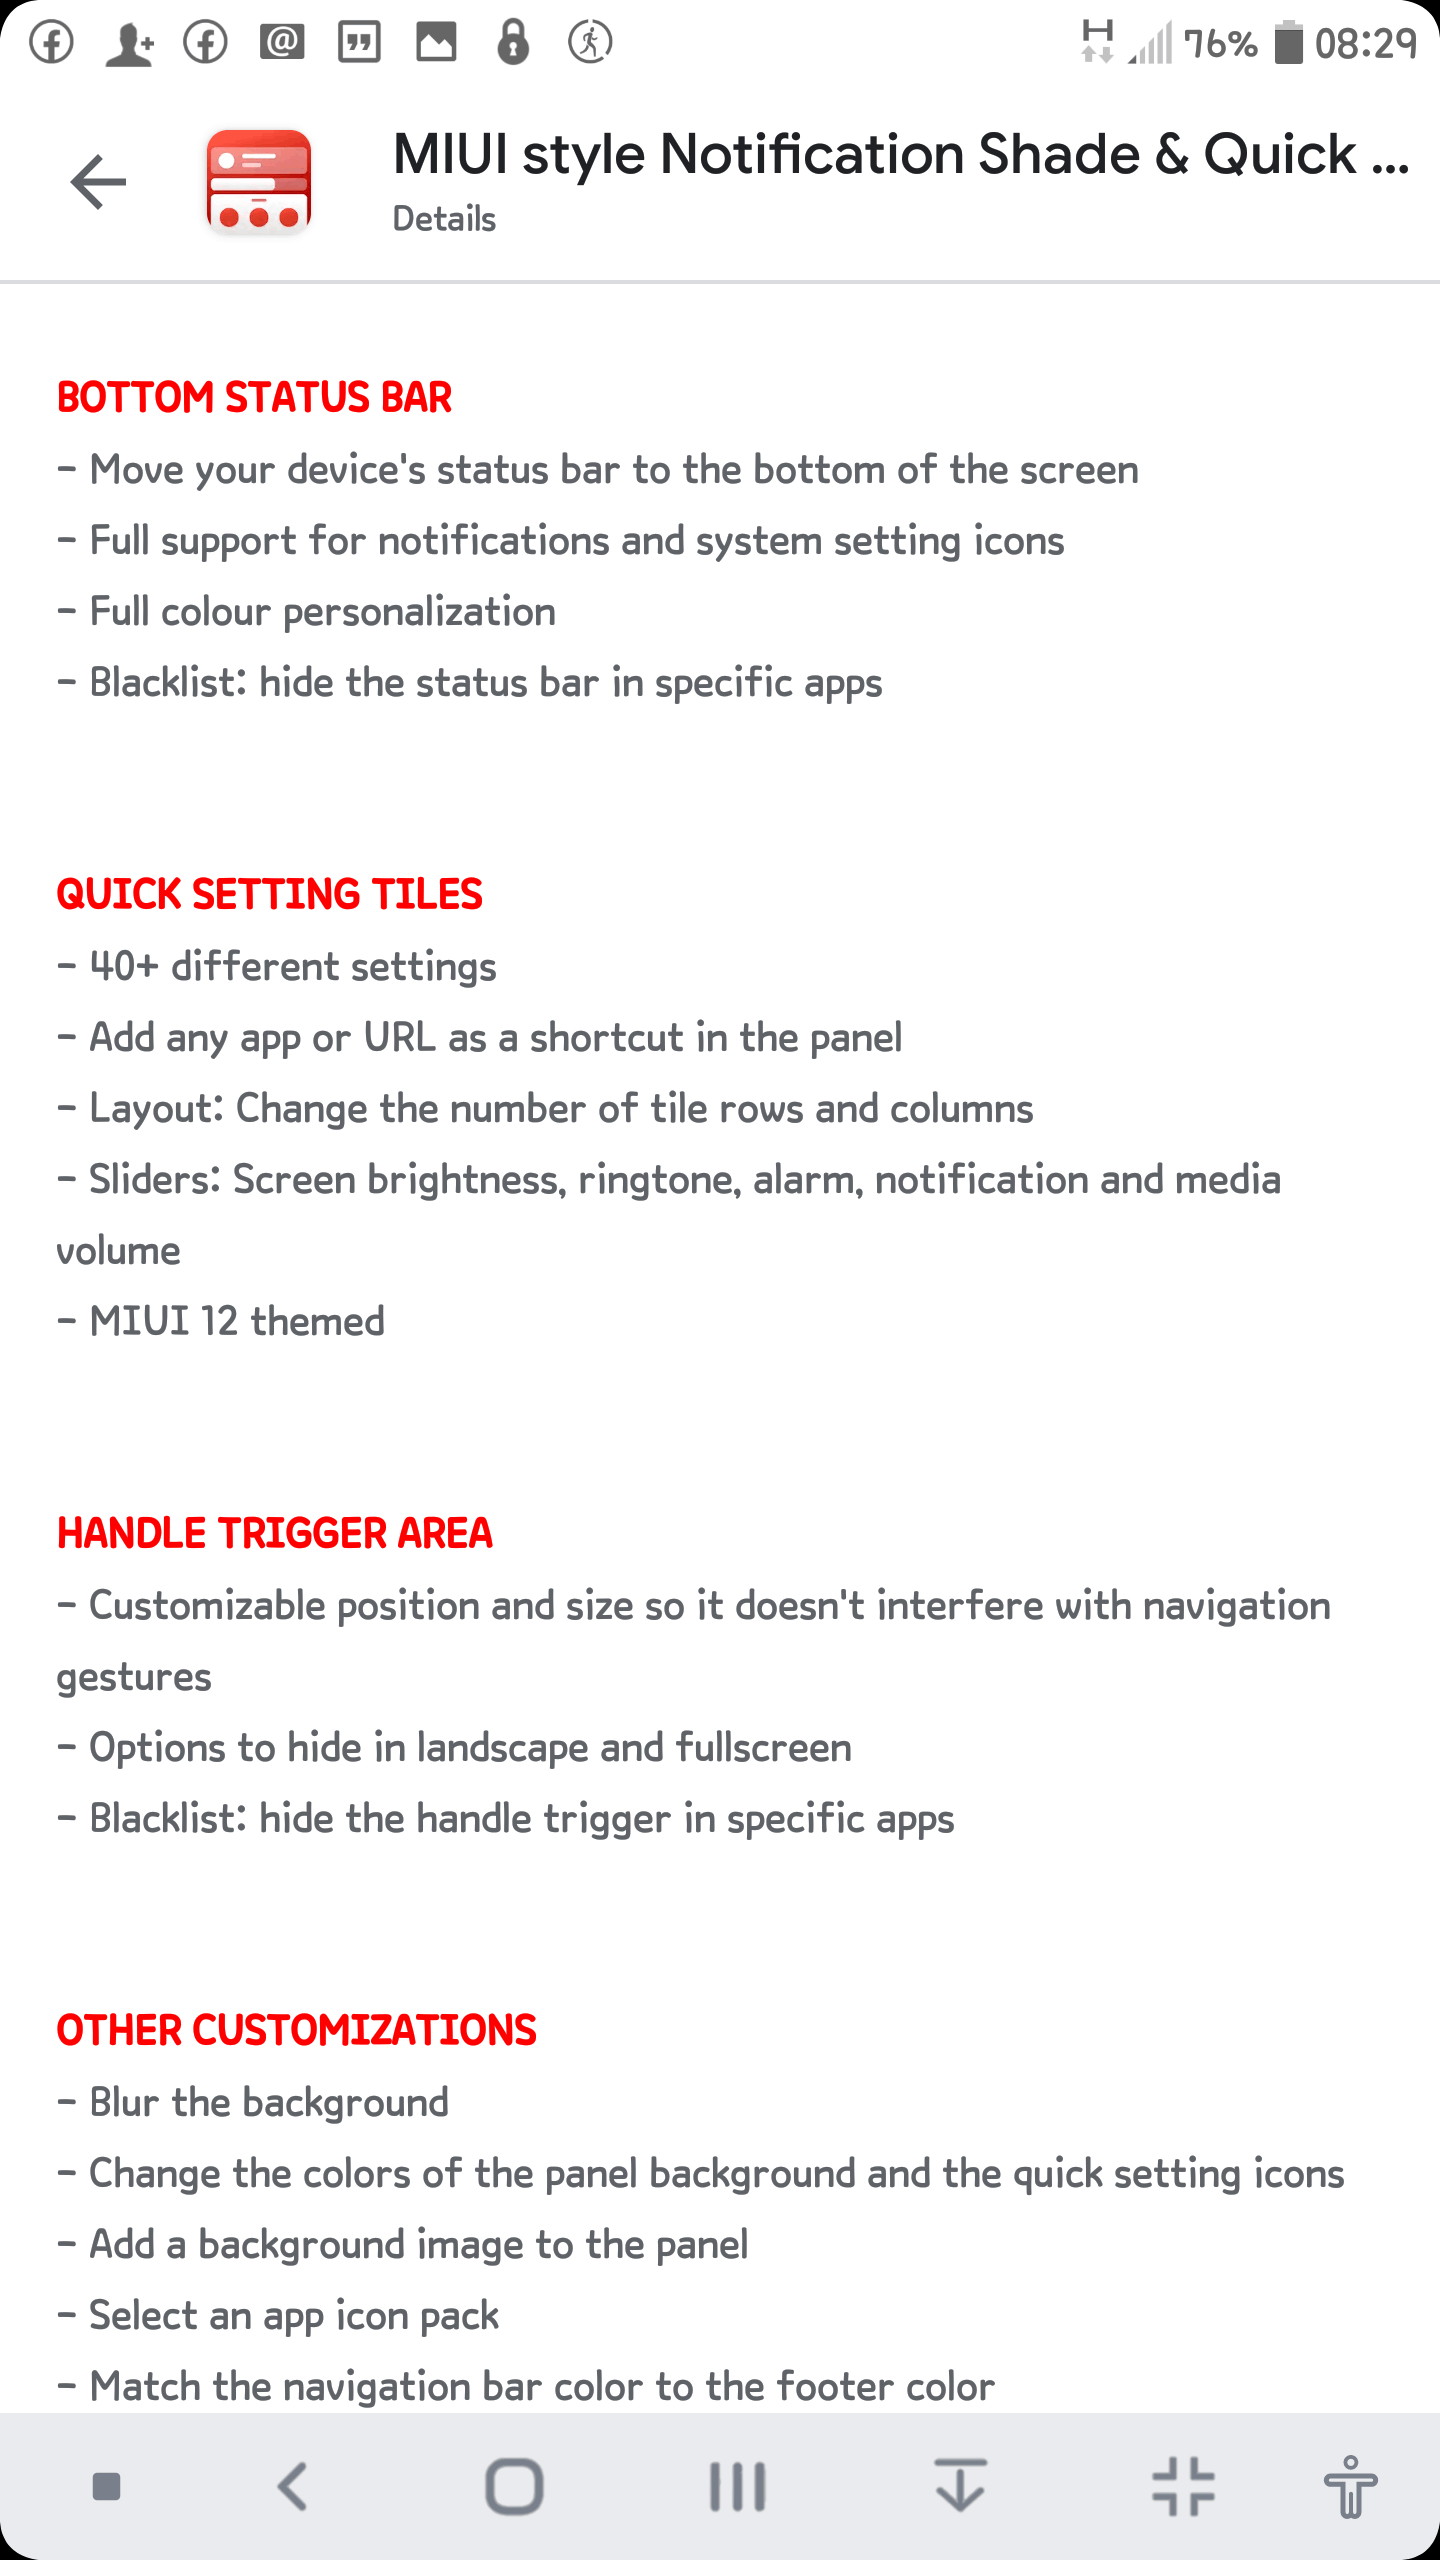 76% 08:29
MIUI style Notification Shade & Quick ...
Details
BOTTOM STATUS BAR
- Move your device's status bar to the bottom of the screen
- Full support for notifications and system setting icons
- Full colour personalization
- Blacklist: hide the status bar in specific apps
QUICK SETTING TILES
- 40+ different settings
- Add any app or URL as a shortcut in the panel
- Layout: Change the number of tile rows and columns
- Sliders: Screen brightness, ringtone, alarm, notification and media
volume
- MIUI 12 themed
HANDLE TRIGGER AREA
- Customizable position and size so it doesn't interfere with navigation
gestures
- Options to hide in landscape and fullscreen
- Blacklist: hide the handle trigger in specific apps
OTHER CUSTOMIZATIONS
- Blur the background
- Change the colors of the panel background and the quick setting icons
- Add a background image to the panel
- Select an app icon pack
- Match the navigation bar color to the footer color